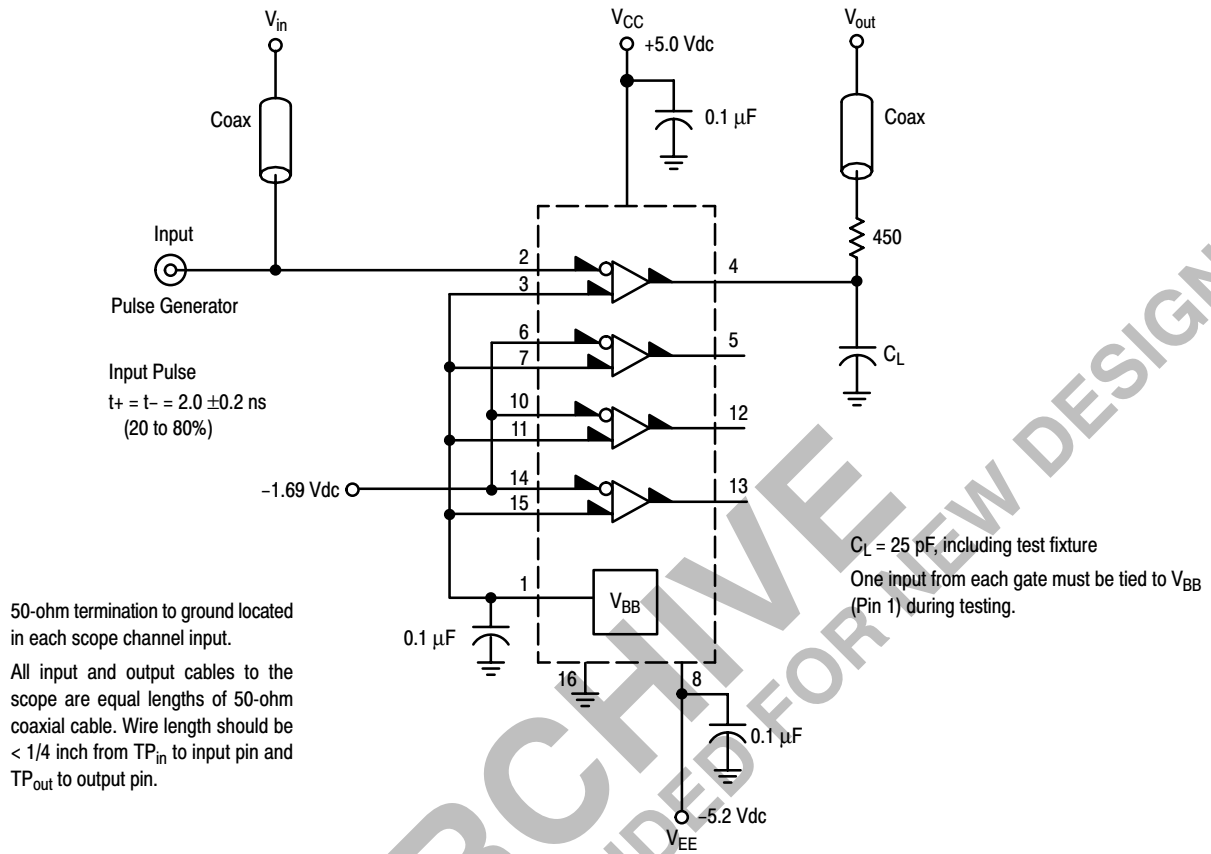 V_in
V_CC
V_out
+5.0 Vdc
Coax
0.1 μF
Coax
450
Input
Pulse Generator
2
3
4
6
7
5
C_L
Input Pulse
t+ = t− = 2.0 ±0.2 ns
(20 to 80%)
10
11
12
−1.69 Vdc
14
15
13
C_L = 25 pF, including test fixture
One input from each gate must be tied to V_BB
(Pin 1) during testing.
1
V_BB
0.1 μF
50-ohm termination to ground located
in each scope channel input.
All input and output cables to the
scope are equal lengths of 50-ohm
coaxial cable. Wire length should be
< 1/4 inch from TP_in to input pin and
TP_out to output pin.
16
8
0.1 μF
−5.2 Vdc
V_EE
RCHIVE
NDED FOR NEW DESIGN